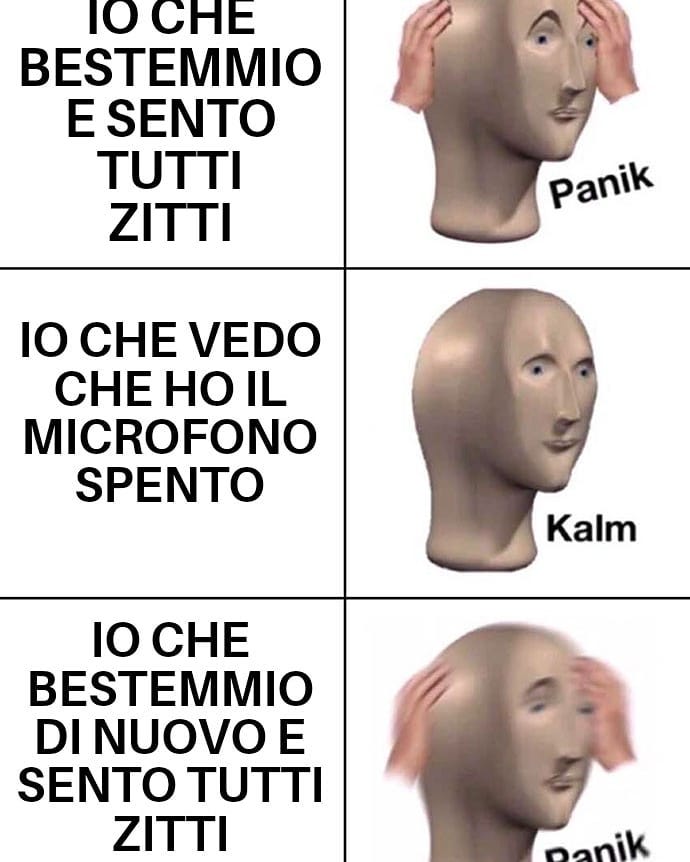 IO CHE
BESTEMMIO
E SENTO
TUTTI
ZITTI
Panik
IO CHE VEDO
CHE HO IL
MICROFONO
SPENTO
Kalm
IO CHE
BESTEMMIO
DI NUOVO E
SENTO TUTTI
ZITTI
Panik